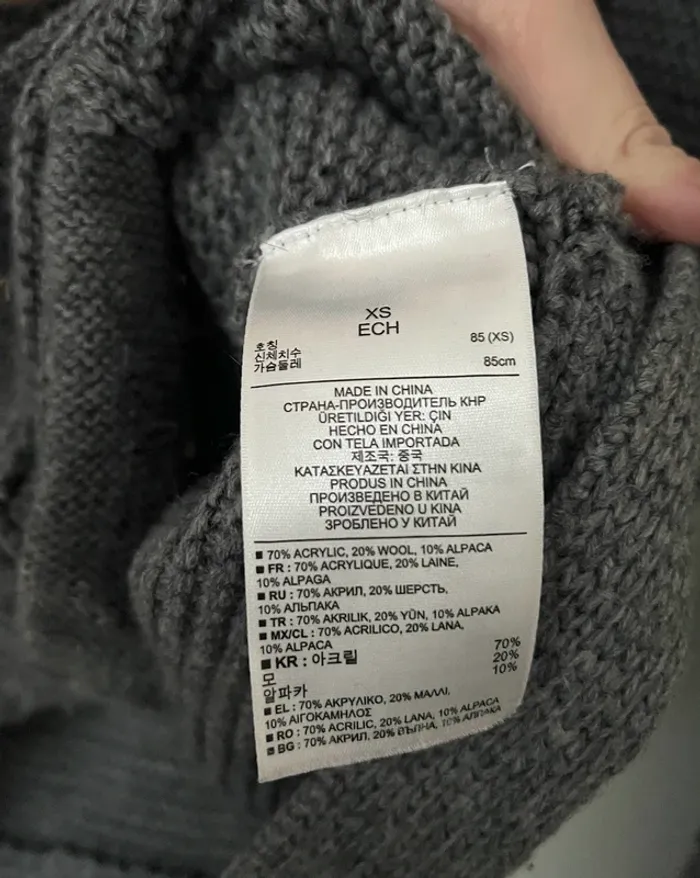 XS
ECH
호칭 85 (XS)
신체치수
가슴둘레 85cm
MADE IN CHINA
СТРАНА-ПРОИЗВОДИТЕЛЬ КНР
ÜRETILDIĞI YER: ÇIN
HECHO EN CHINA
CON TELA IMPORTADA
제조국: 중국
ΚΑΤΑΣΚΕΥΑΖΕΤΑΙ ΣΤΗΝ ΚΙΝΑ
PRODUS IN CHINA
ПРОИЗВЕДЕНО В КИТАЙ
PROIZVEDENO U KINA
ЗРОБЛЕНО У КИТАЙ
■ 70% ACRYLIC, 20% WOOL, 10% ALPACA
■ FR : 70% ACRYLIQUE, 20% LAINE,
10% ALPAGA
■ RU : 70% АКРИЛ, 20% ШЕРСТЬ,
10% АЛЬПАКА
■ TR : 70% AKRILIK, 20% YÜN, 10% ALPAKA
■ MX/CL : 70% ACRILICO, 20% LANA,
10% ALPACA
■ KR : 아크릴 70%
모 20%
알파카 10%
■ EL : 70% ΑΚΡΥΛΙΚΟ, 20% ΜΑΛΛΙ,
10% ΑΙΓΟΚΑΜΗΛΟΣ
■ RO : 70% ACRILIC, 20% LANA, 10% ALPACA
■ BG : 70% АКРИЛ, 20% ВЪЛНА, 10% АЛПАКА